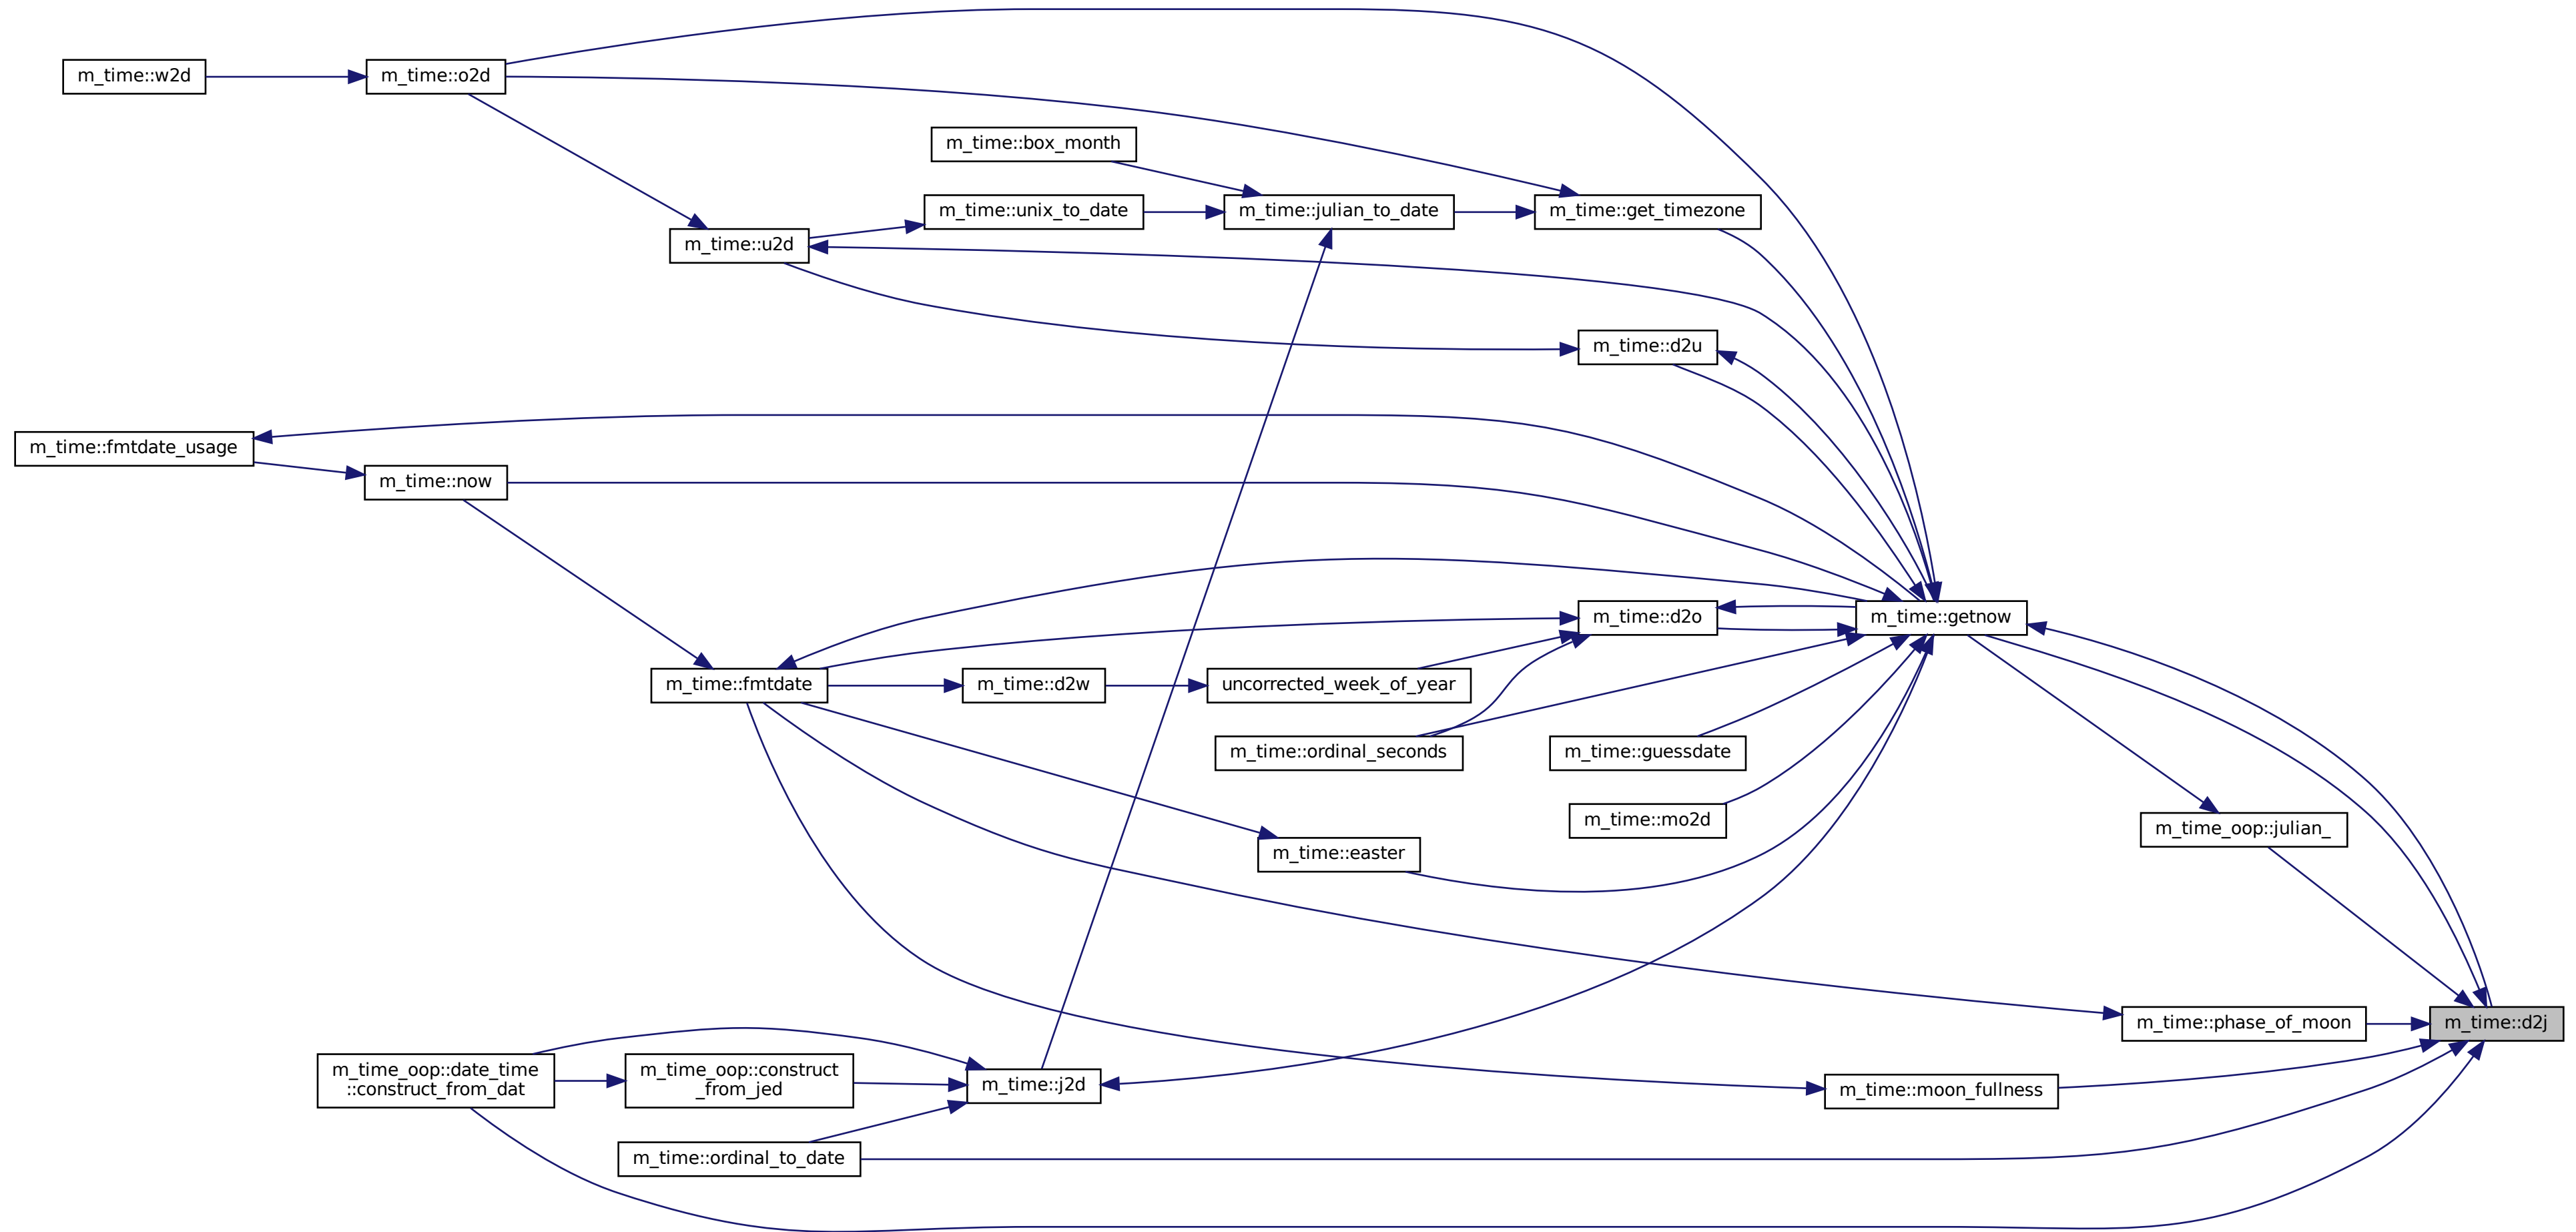 m_time::w2d
m_time::o2d
m_time::box_month
m_time::unix_to_date
m_time::julian_to_date
m_time::get_timezone
m_time::u2d
m_time::d2u
m_time::fmtdate_usage
m_time::now
m_time::d2o
m_time::getnow
m_time::fmtdate
m_time::d2w
uncorrected_week_of_year
m_time::ordinal_seconds
m_time::guessdate
m_time::mo2d
m_time_oop::julian_
m_time::easter
m_time::phase_of_moon
m_time::d2j
m_time_oop::date_time
::construct_from_dat
m_time_oop::construct
_from_jed
m_time::j2d
m_time::moon_fullness
m_time::ordinal_to_date